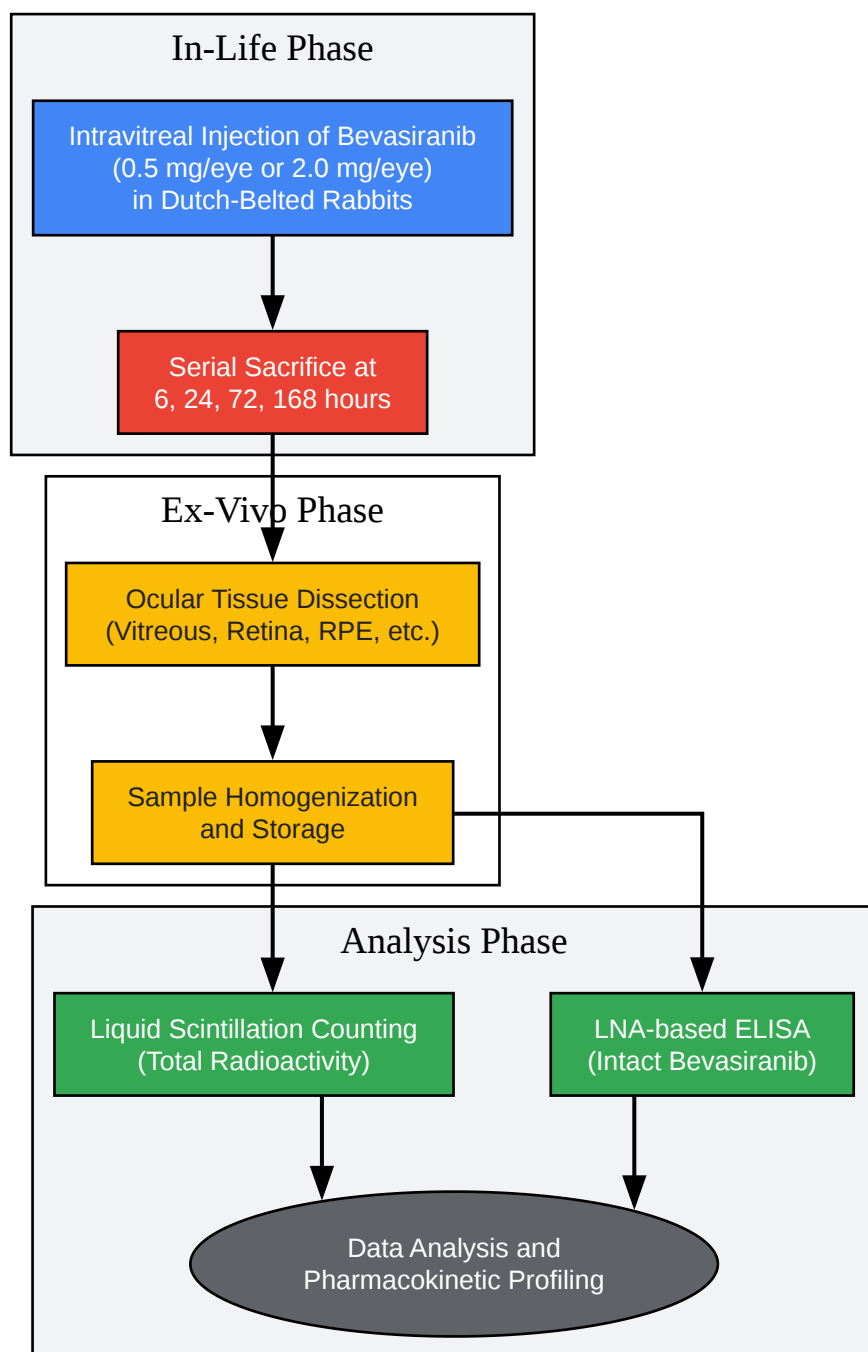 In-Life Phase
Intravitreal Injection of Bevasiranib
(0.5 mg/eye or 2.0 mg/eye)
in Dutch-Belted Rabbits
Serial Sacrifice at
6, 24, 72, 168 hours
Ex-Vivo Phase
Ocular Tissue Dissection
(Vitreous, Retina, RPE, etc.)
Sample Homogenization
and Storage
Analysis Phase
Liquid Scintillation Counting
(Total Radioactivity)
LNA-based ELISA
(Intact Bevasiranib)
Data Analysis and
Pharmacokinetic Profiling